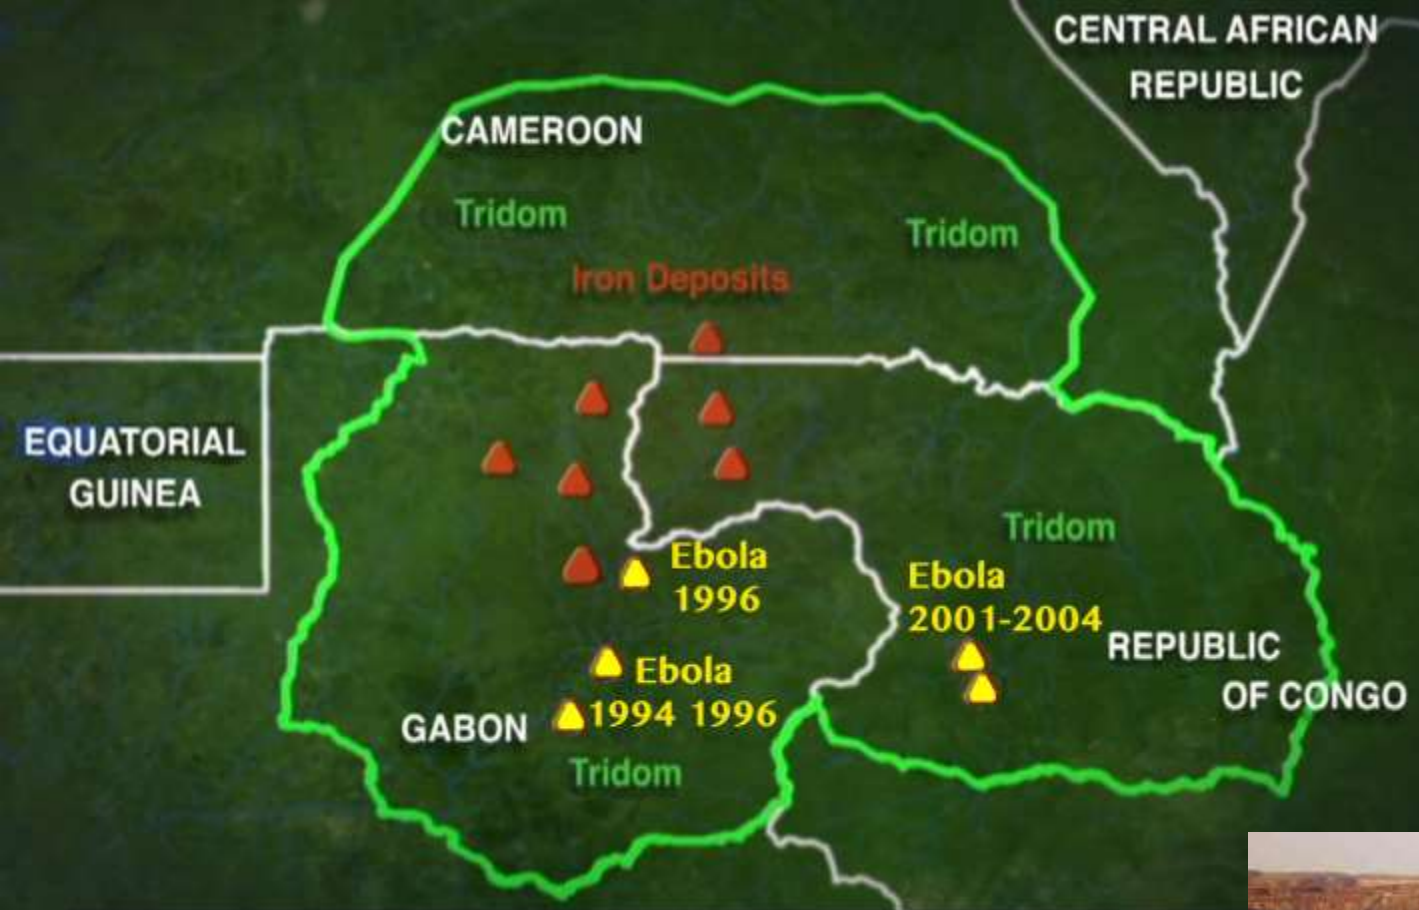 CENTRAL AFRICAN
REPUBLIC
CAMEROON
Tridom
Tridom
Iron Deposits
EQUATORIAL
GUINEA
Tridom
Ebola
1996
Ebola
2001-2004
REPUBLIC
OF CONGO
Ebola
1994 1996
GABON
Tridom